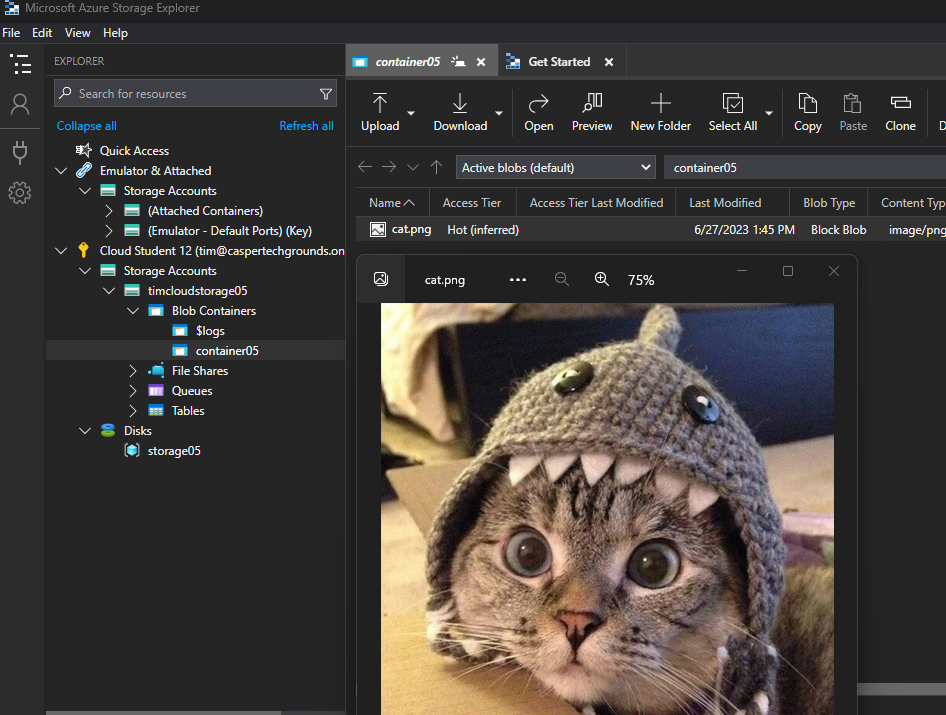 Microsoft Azure Storage Explorer
File Edit View Help
EXPLORER
Search for resources
Collapse all Refresh all
Quick Access
Emulator & Attached
Storage Accounts
(Attached Containers)
(Emulator - Default Ports) (Key)
Cloud Student 12 (tim@caspertechgrounds.on
Storage Accounts
timcloudstorage05
Blob Containers
$logs
container05
File Shares
Queues
Tables
Disks
storage05
container05 Get Started
Upload Download Open Preview New Folder Select All Copy Paste Clone D
Active blobs (default) container05
Name Access Tier Access Tier Last Modified Last Modified Blob Type Content Typ
cat.png Hot (inferred) 6/27/2023 1:45 PM Block Blob image/png
cat.png 75%